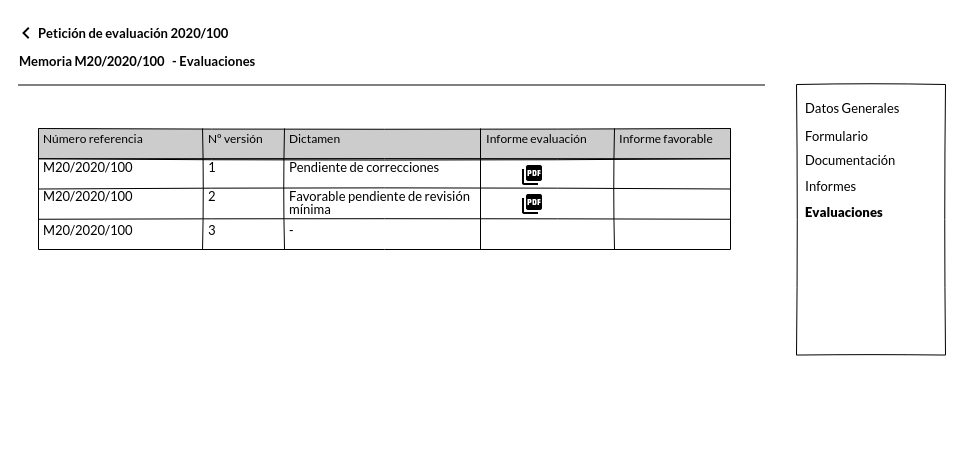 Petición de evaluación 2020/100
Memoria M20/2020/100 - Evaluaciones
Número referencia Nº versión Dictamen Informe evaluación Informe favorable
M20/2020/100 1 Pendiente de correcciones PDF
M20/2020/100 2 Favorable pendiente de revisión PDF
mínima
M20/2020/100 3 -
Datos Generales
Formulario
Documentación
Informes
Evaluaciones